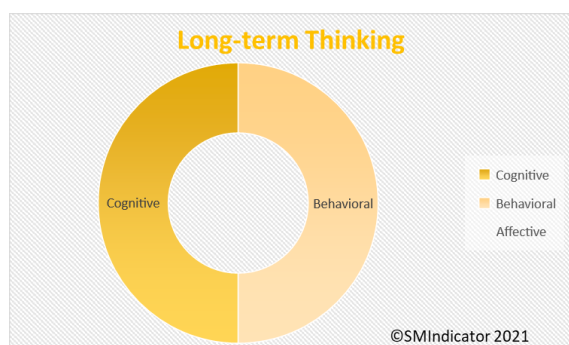 Long-term Thinking
Cognitive
Behavioral
Cognitive
Behavioral
Affective
©SMIndicator 2021